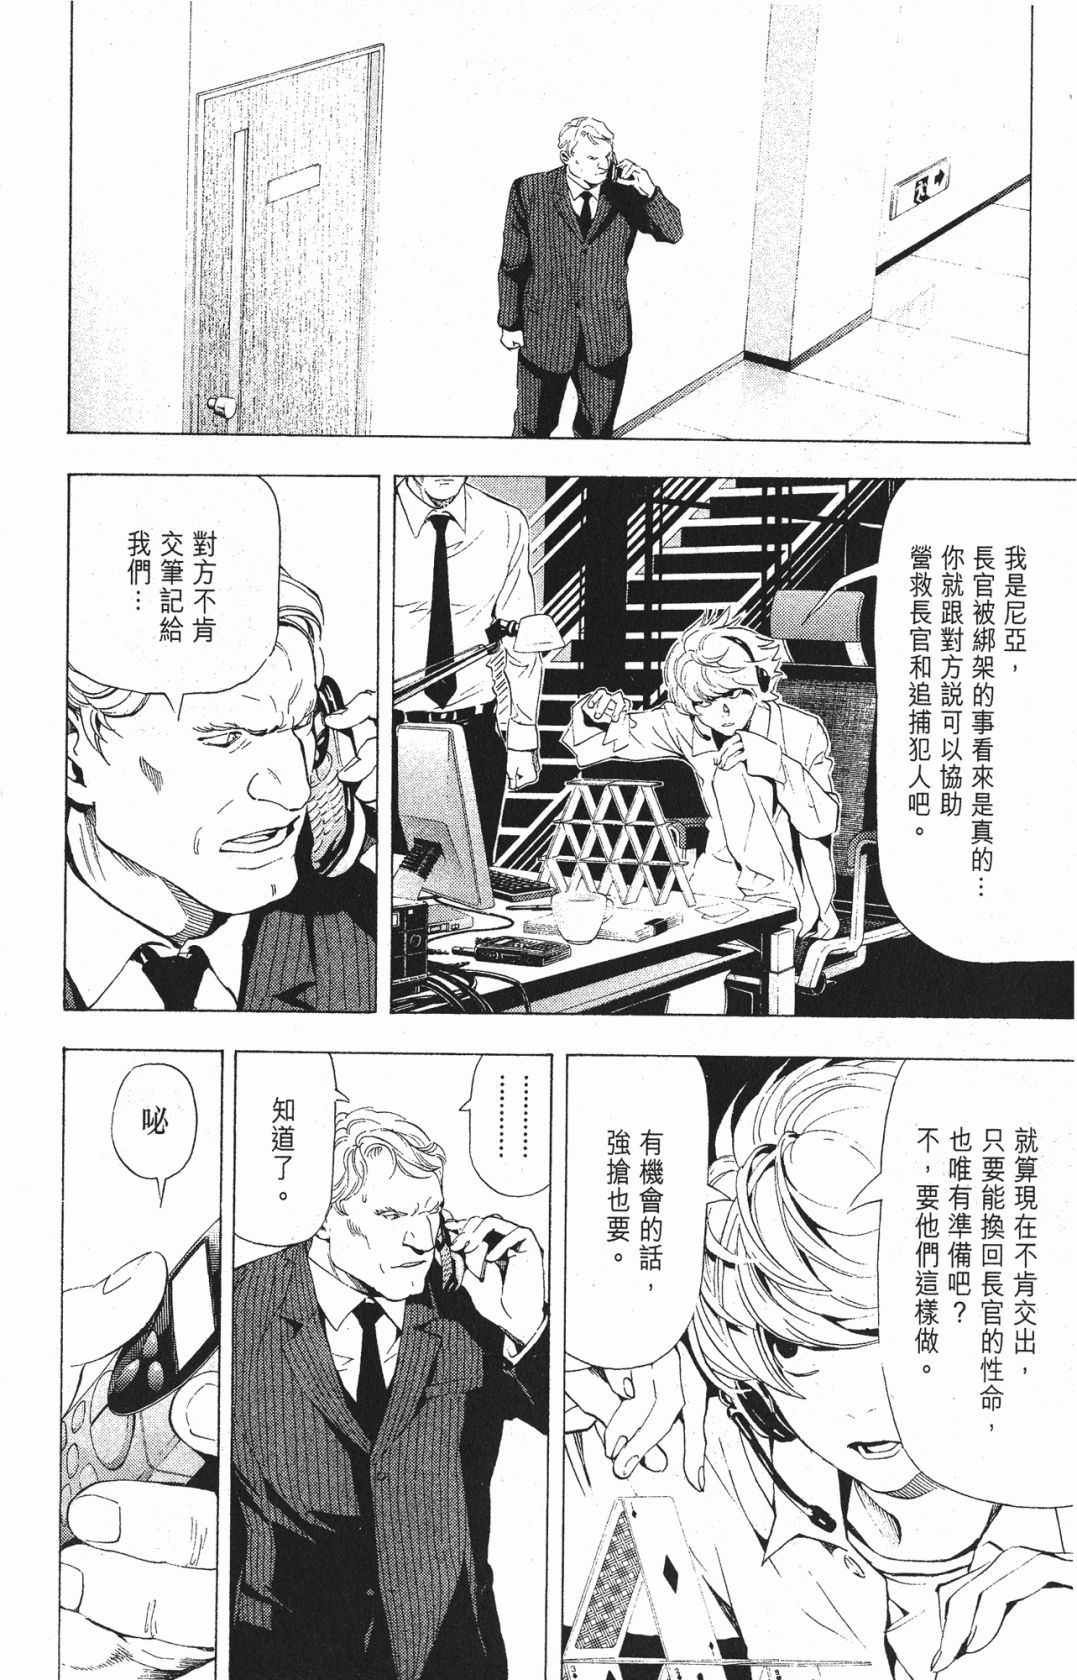 我是尼亞，
長官被綁架的事看來是真的…
你就跟對方說可以協助
營救長官和追捕犯人吧。
對方不肯
交筆記給
我們…
就算現在不肯交出，
只要能換回長官的性命，
也唯有準備吧？
不，要他們這樣做。
有機會的話，
強搶也要。
…………
知道了。
嗶